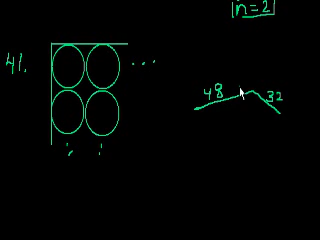 |n = 2|
41.
. . .
48
32